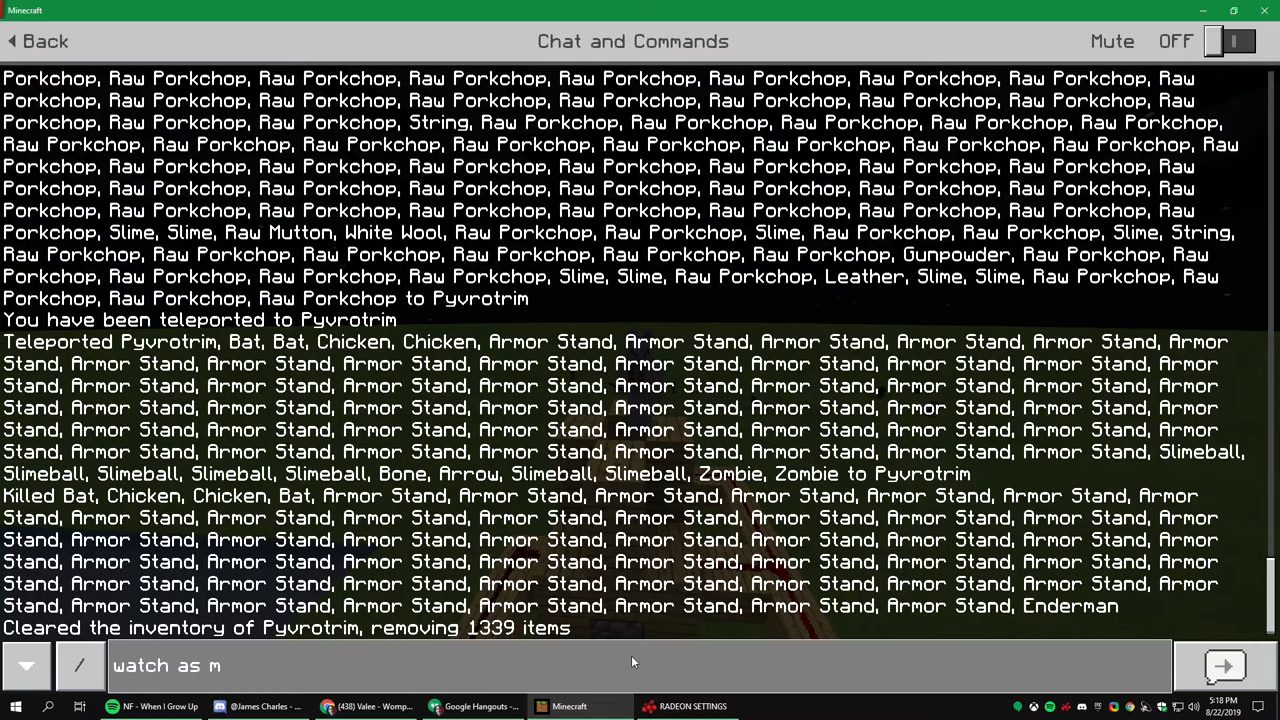 Minecraft
Back
Chat and Commands
Mute OFF
Porkchop, Raw Porkchop, Raw Porkchop, Raw Porkchop, Raw Porkchop, Raw Porkchop, Raw Porkchop, Raw Porkchop, Raw
Porkchop, Raw Porkchop, Raw Porkchop, Raw Porkchop, Raw Porkchop, Raw Porkchop, Raw Porkchop, Raw Porkchop, Raw
Porkchop, Raw Porkchop, Raw Porkchop, String, Raw Porkchop, Raw Porkchop, Raw Porkchop, Raw Porkchop, Raw Porkchop,
Raw Porkchop, Raw Porkchop, Raw Porkchop, Raw Porkchop, Raw Porkchop, Raw Porkchop, Raw Porkchop, Raw Porkchop, Raw
Porkchop, Raw Porkchop, Raw Porkchop, Raw Porkchop, Raw Porkchop, Raw Porkchop, Raw Porkchop, Raw Porkchop, Raw
Porkchop, Raw Porkchop, Raw Porkchop, Raw Porkchop, Raw Porkchop, Raw Porkchop, Raw Porkchop, Raw Porkchop, Raw
Porkchop, Raw Porkchop, Raw Porkchop, Raw Porkchop, Raw Porkchop, Raw Porkchop, Raw Porkchop, Raw Porkchop, Raw
Porkchop, Slime, Slime, Raw Mutton, White Wool, Raw Porkchop, Raw Porkchop, Slime, Raw Porkchop, Raw Porkchop, Slime, String,
Raw Porkchop, Raw Porkchop, Raw Porkchop, Raw Porkchop, Raw Porkchop, Raw Porkchop, Gunpowder, Raw Porkchop, Raw
Porkchop, Raw Porkchop, Raw Porkchop, Raw Porkchop, Slime, Slime, Raw Porkchop, Leather, Slime, Slime, Raw Porkchop, Raw
Porkchop, Raw Porkchop, Raw Porkchop to Pyvrotrim
You have been teleported to Pyvrotrim
Teleported Pyvrotrim, Bat, Bat, Chicken, Chicken, Armor Stand, Armor Stand, Armor Stand, Armor Stand, Armor Stand, Armor
Stand, Armor Stand, Armor Stand, Armor Stand, Armor Stand, Armor Stand, Armor Stand, Armor Stand, Armor Stand, Armor
Stand, Armor Stand, Armor Stand, Armor Stand, Armor Stand, Armor Stand, Armor Stand, Armor Stand, Armor Stand, Armor
Stand, Armor Stand, Armor Stand, Armor Stand, Armor Stand, Armor Stand, Armor Stand, Armor Stand, Armor Stand, Armor
Stand, Armor Stand, Armor Stand, Armor Stand, Armor Stand, Armor Stand, Armor Stand, Armor Stand, Armor Stand, Armor
Stand, Armor Stand, Armor Stand, Armor Stand, Armor Stand, Armor Stand, Armor Stand, Armor Stand, Armor Stand, Slimeball,
Slimeball, Slimeball, Slimeball, Slimeball, Bone, Arrow, Slimeball, Slimeball, Zombie, Zombie to Pyvrotrim
Killed Bat, Chicken, Chicken, Bat, Armor Stand, Armor Stand, Armor Stand, Armor Stand, Armor Stand, Armor Stand, Armor
Stand, Armor Stand, Armor Stand, Armor Stand, Armor Stand, Armor Stand, Armor Stand, Armor Stand, Armor Stand, Armor
Stand, Armor Stand, Armor Stand, Armor Stand, Armor Stand, Armor Stand, Armor Stand, Armor Stand, Armor Stand, Armor
Stand, Armor Stand, Armor Stand, Armor Stand, Armor Stand, Armor Stand, Armor Stand, Armor Stand, Armor Stand, Armor
Stand, Armor Stand, Armor Stand, Armor Stand, Armor Stand, Armor Stand, Armor Stand, Armor Stand, Armor Stand, Armor
Stand, Armor Stand, Armor Stand, Armor Stand, Armor Stand, Armor Stand, Armor Stand, Armor Stand, Enderman
Cleared the inventory of Pyvrotrim, removing 1339 items
/ watch as m
NF - When I Grow Up
@James Charles - ...
(438) Valee - Womp...
Google Hangouts -...
Minecraft
RADEON SETTINGS
5:18 PM
8/22/2019